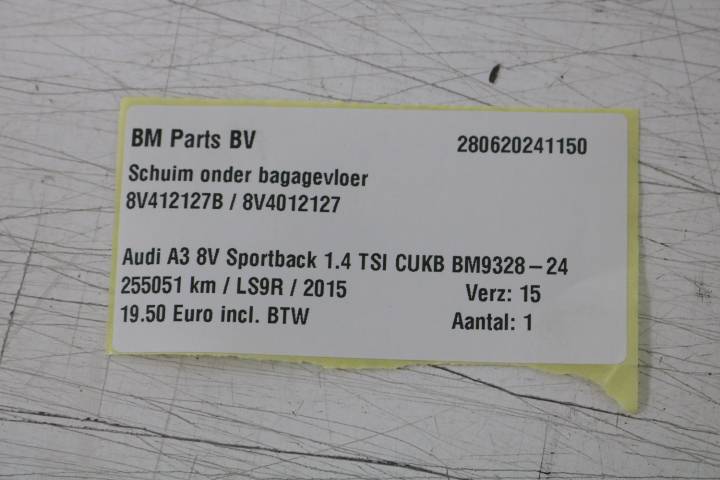 BM Parts BV 280620241150
Schuim onder bagagevloer
8V412127B / 8V4012127
Audi A3 8V Sportback 1.4 TSI CUKB BM9328-24
255051 km / LS9R / 2015 Verz: 15
19.50 Euro incl. BTW Aantal: 1